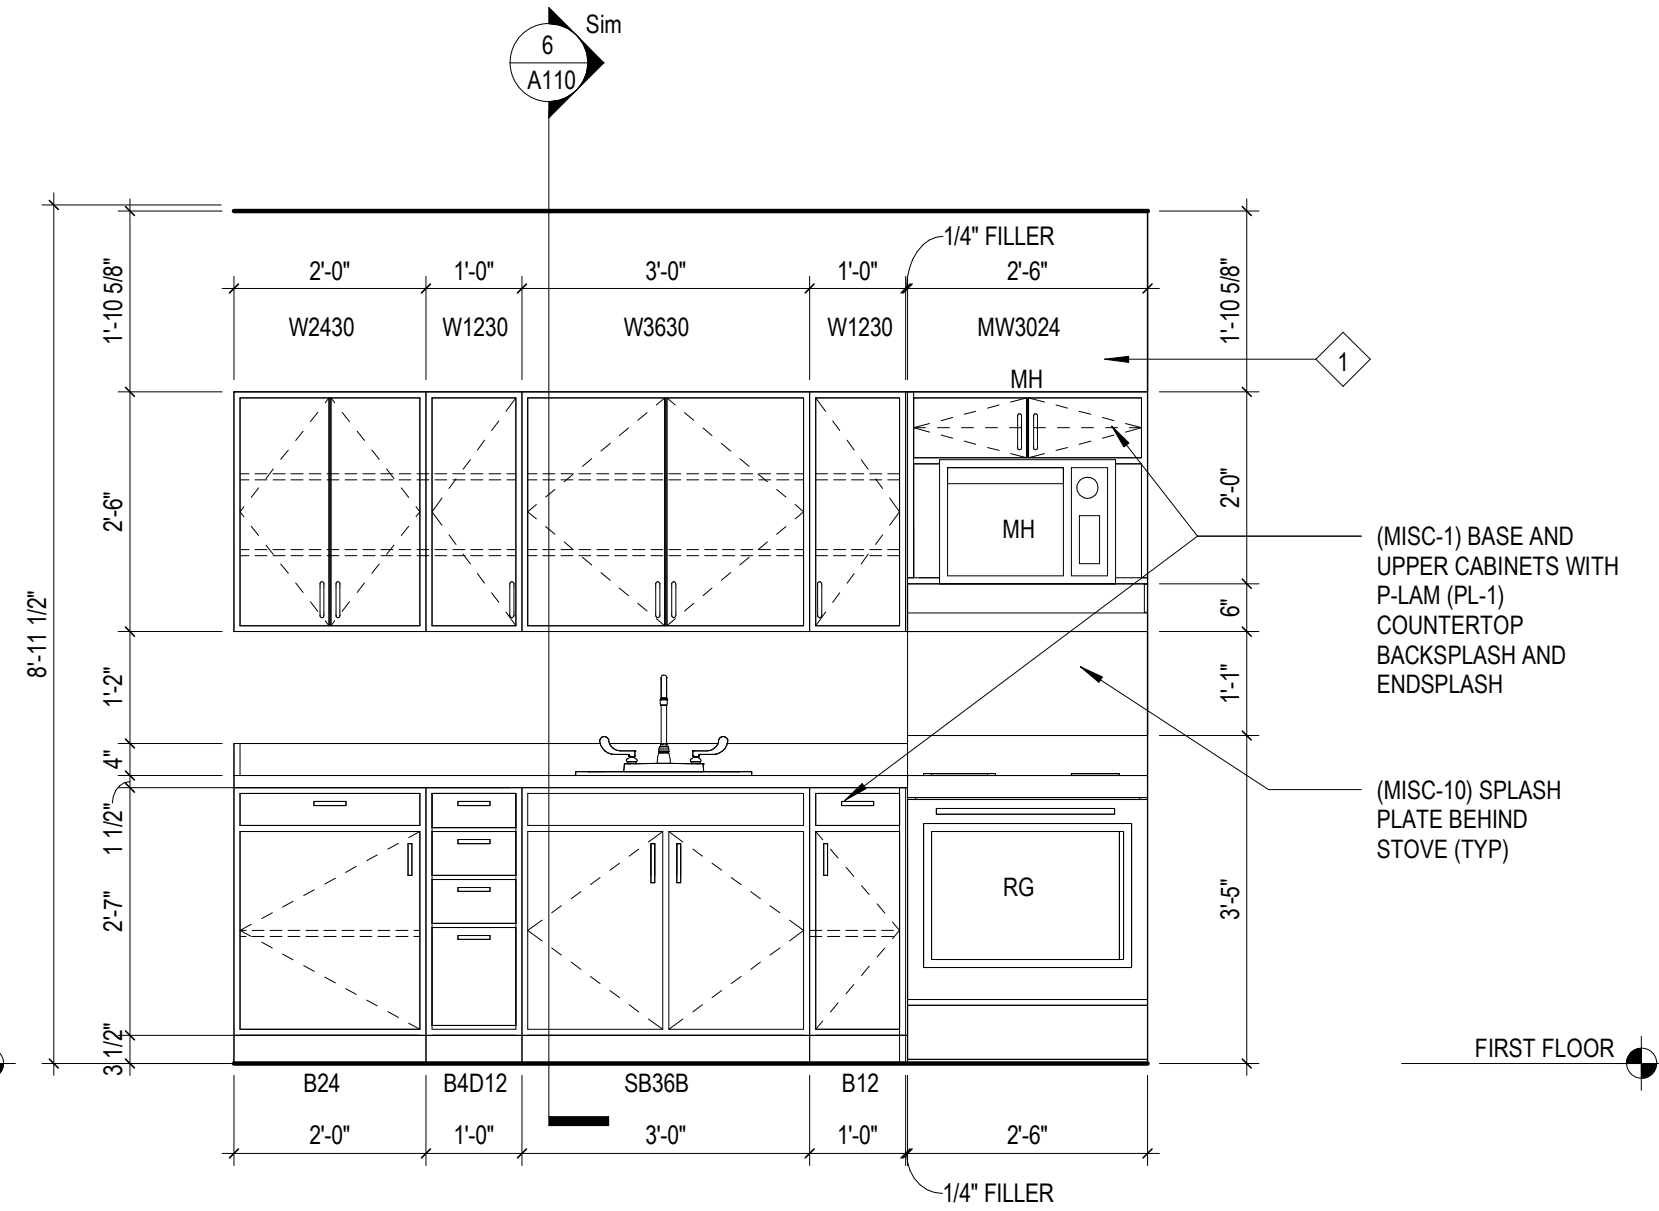 Sim
6
A110
1/4" FILLER
2'-0"
1'-0"
3'-0"
1'-0"
2'-6"
W2430
W1230
W3630
W1230
MW3024
MH
1
8'-11 1/2"
1'-10 5/8"
2'-6"
1'-2"
4"
1 1/2"
2'-7"
3 1/2"
MH
RG
1'-10 5/8"
2'-0"
6"
1'-1"
3'-5"
(MISC-1) BASE AND
UPPER CABINETS WITH
P-LAM (PL-1)
COUNTERTOP
BACKSPLASH AND
ENDSPLASH
(MISC-10) SPLASH
PLATE BEHIND
STOVE (TYP)
FIRST FLOOR
B24
B4D12
SB36B
B12
2'-0"
1'-0"
3'-0"
1'-0"
2'-6"
1/4" FILLER